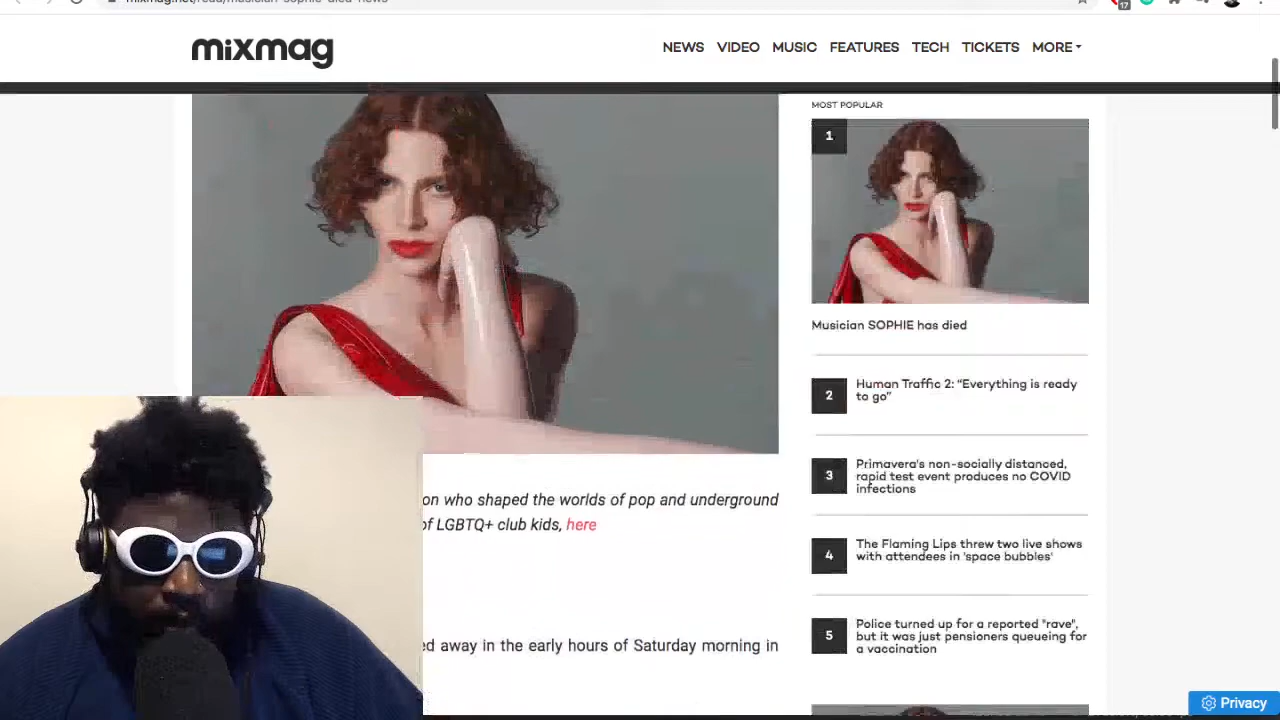 mixmag
NEWS VIDEO MUSIC FEATURES TECH TICKETS MORE
MOST POPULAR
1
Musician SOPHIE has died
2
Human Traffic 2: “Everything is ready
to go”
3
Primavera's non-socially distanced,
rapid test event produces no COVID
infections
4
The Flaming Lips threw two live shows
with attendees in 'space bubbles'
5
Police turned up for a reported "rave",
but it was just pensioners queueing for
a vaccination
on who shaped the worlds of pop and underground
of LGBTQ+ club kids, here
ed away in the early hours of Saturday morning in
17
Privacy